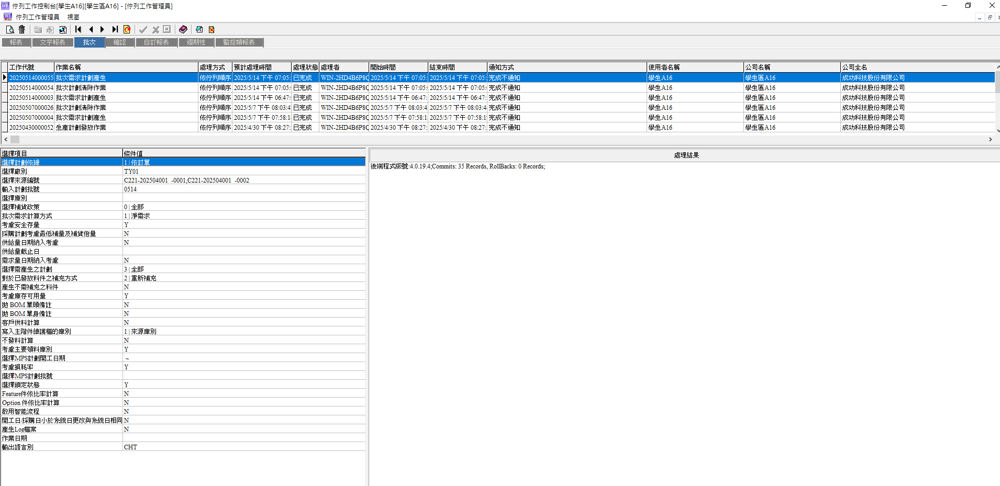 佇列工作控制台[學生A16][學生區A16] - [佇列工作管理員]
佇列工作管理員 視窗
報表 文字報表 批次 確認 自訂報表 週期性 監控類報表
工作代號 作業名稱 處理方式 預計處理時間 處理狀態 處理者 開始時間 結束時間 通知方式 使用者名稱 公司名稱 公司全名
20250514000055 批次需求計劃產生 依佇列順序 2025/5/14 下午 07:05: 已完成 WIN-2HD4B6P8Q 2025/5/14 下午 07:05: 2025/5/14 下午 07:05: 完成不通知 學生A16 學生區A16 成功科技股份有限公司
20250514000054 批次計劃清除作業 依佇列順序 2025/5/14 下午 07:05: 已完成 WIN-2HD4B6P8Q 2025/5/14 下午 07:05: 2025/5/14 下午 07:05: 完成不通知 學生A16 學生區A16 成功科技股份有限公司
20250514000003 批次需求計劃產生 依佇列順序 2025/5/14 下午 06:47: 已完成 WIN-2HD4B6P8Q 2025/5/14 下午 06:47: 2025/5/14 下午 06:47: 完成不通知 學生A16 學生區A16 成功科技股份有限公司
20250507000026 批次計劃清除作業 依佇列順序 2025/5/7 下午 08:03:4 已完成 WIN-2HD4B6P8Q 2025/5/7 下午 08:03:4 2025/5/7 下午 08:03:4 完成不通知 學生A16 學生區A16 成功科技股份有限公司
20250507000004 批次需求計劃產生 依佇列順序 2025/5/7 下午 07:58:1 已完成 WIN-2HD4B6P8Q 2025/5/7 下午 07:58:1 2025/5/7 下午 07:58:1 完成不通知 學生A16 學生區A16 成功科技股份有限公司
20250430000052 生產計劃發放作業 依佇列順序 2025/4/30 下午 08:27: 已完成 WIN-2HD4B6P8Q 2025/4/30 下午 08:27: 2025/4/30 下午 08:27: 完成不通知 學生A16 學生區A16 成功科技股份有限公司
選擇項目 條件值
選擇計劃依據 1 | 依訂單
選擇廠別 TY01
選擇來源編號 C221-202504001 -0001,C221-202504001 -0002
輸入計劃批號 0514
選擇庫別
選擇補貨政策 0 | 全部
批次需求計算方式 1 | 淨需求
考慮安全存量 Y
採購計劃考慮最低補量及補貨倍量 N
供給量日期納入考慮 N
供給量截止日
需求量日期納入考慮 N
選擇需產生之計劃 3 | 全部
對於已發放料件之補充方式 2 | 重新補充
產生不需補充之料件 N
考慮庫存可用量 Y
拋 BOM 單頭備註 N
拋 BOM 單身備註 N
客戶供料計算 N
寫入主階件維護檔的庫別 1 | 來源庫別
不發料計算 N
考慮主要領料庫別 Y
選擇MPS計劃開工日期 ~
考慮損耗率 Y
選擇MPS計劃批號
選擇鎖定狀態 Y
Feature件依比率計算 N
Option 件依比率計算 N
啟用智能流程 N
開工日/採購日小於系統日更改與系統日相同 N
產生Log檔案 N
作業日期
輸出語言別 CHT
處理結果
後端程式版號:4.0.19.4;Commits: 35 Records, RollBacks: 0 Records;